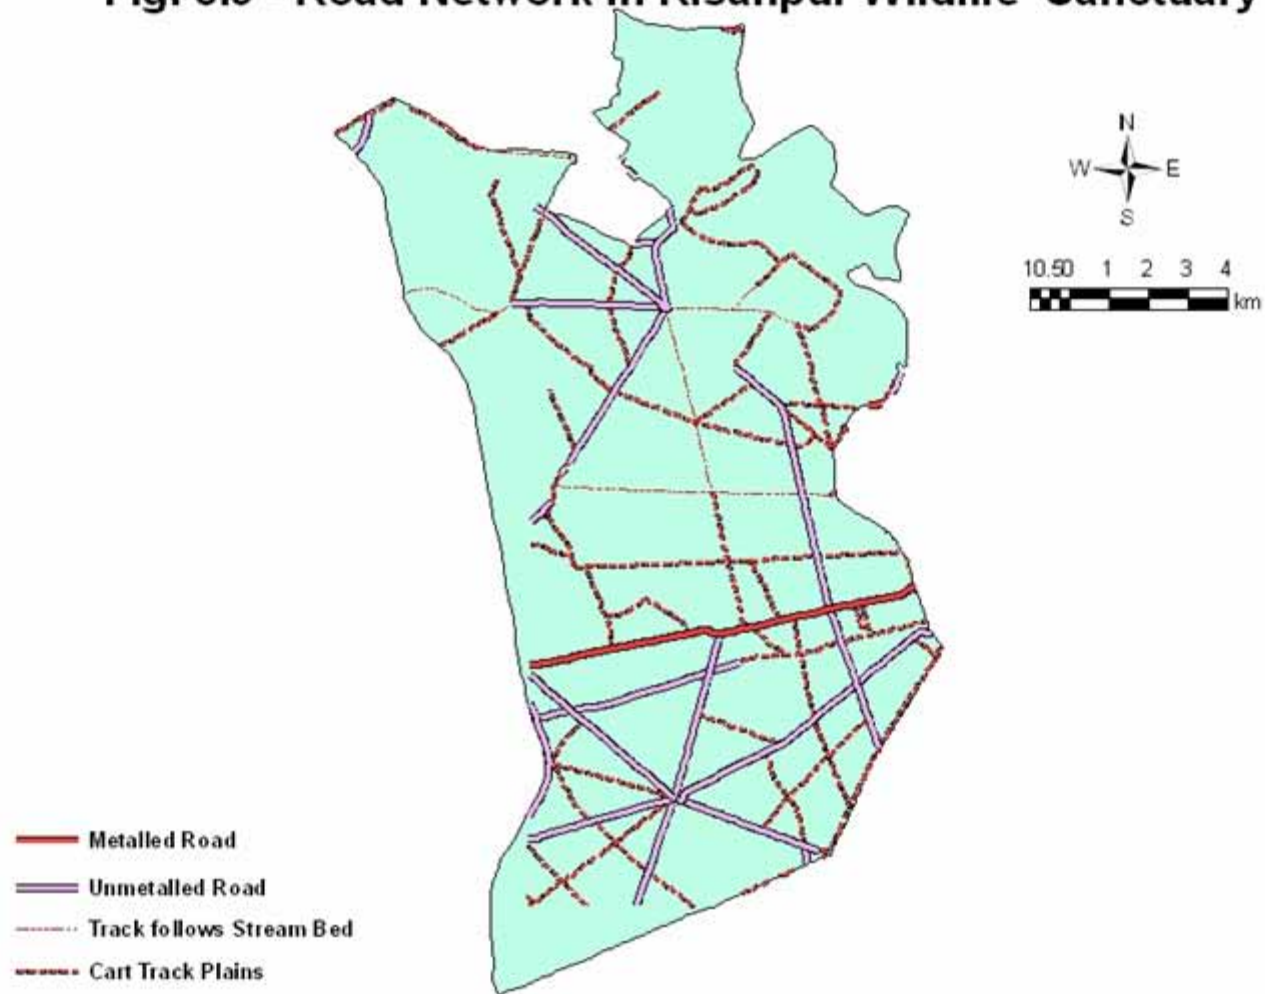 Road Network in Kisanpur Wildlife Sanctuary
N
W E
S
10.50 1 2 3 4
km
Metalled Road
Unmetalled Road
Track follows Stream Bed
Cart Track Plains